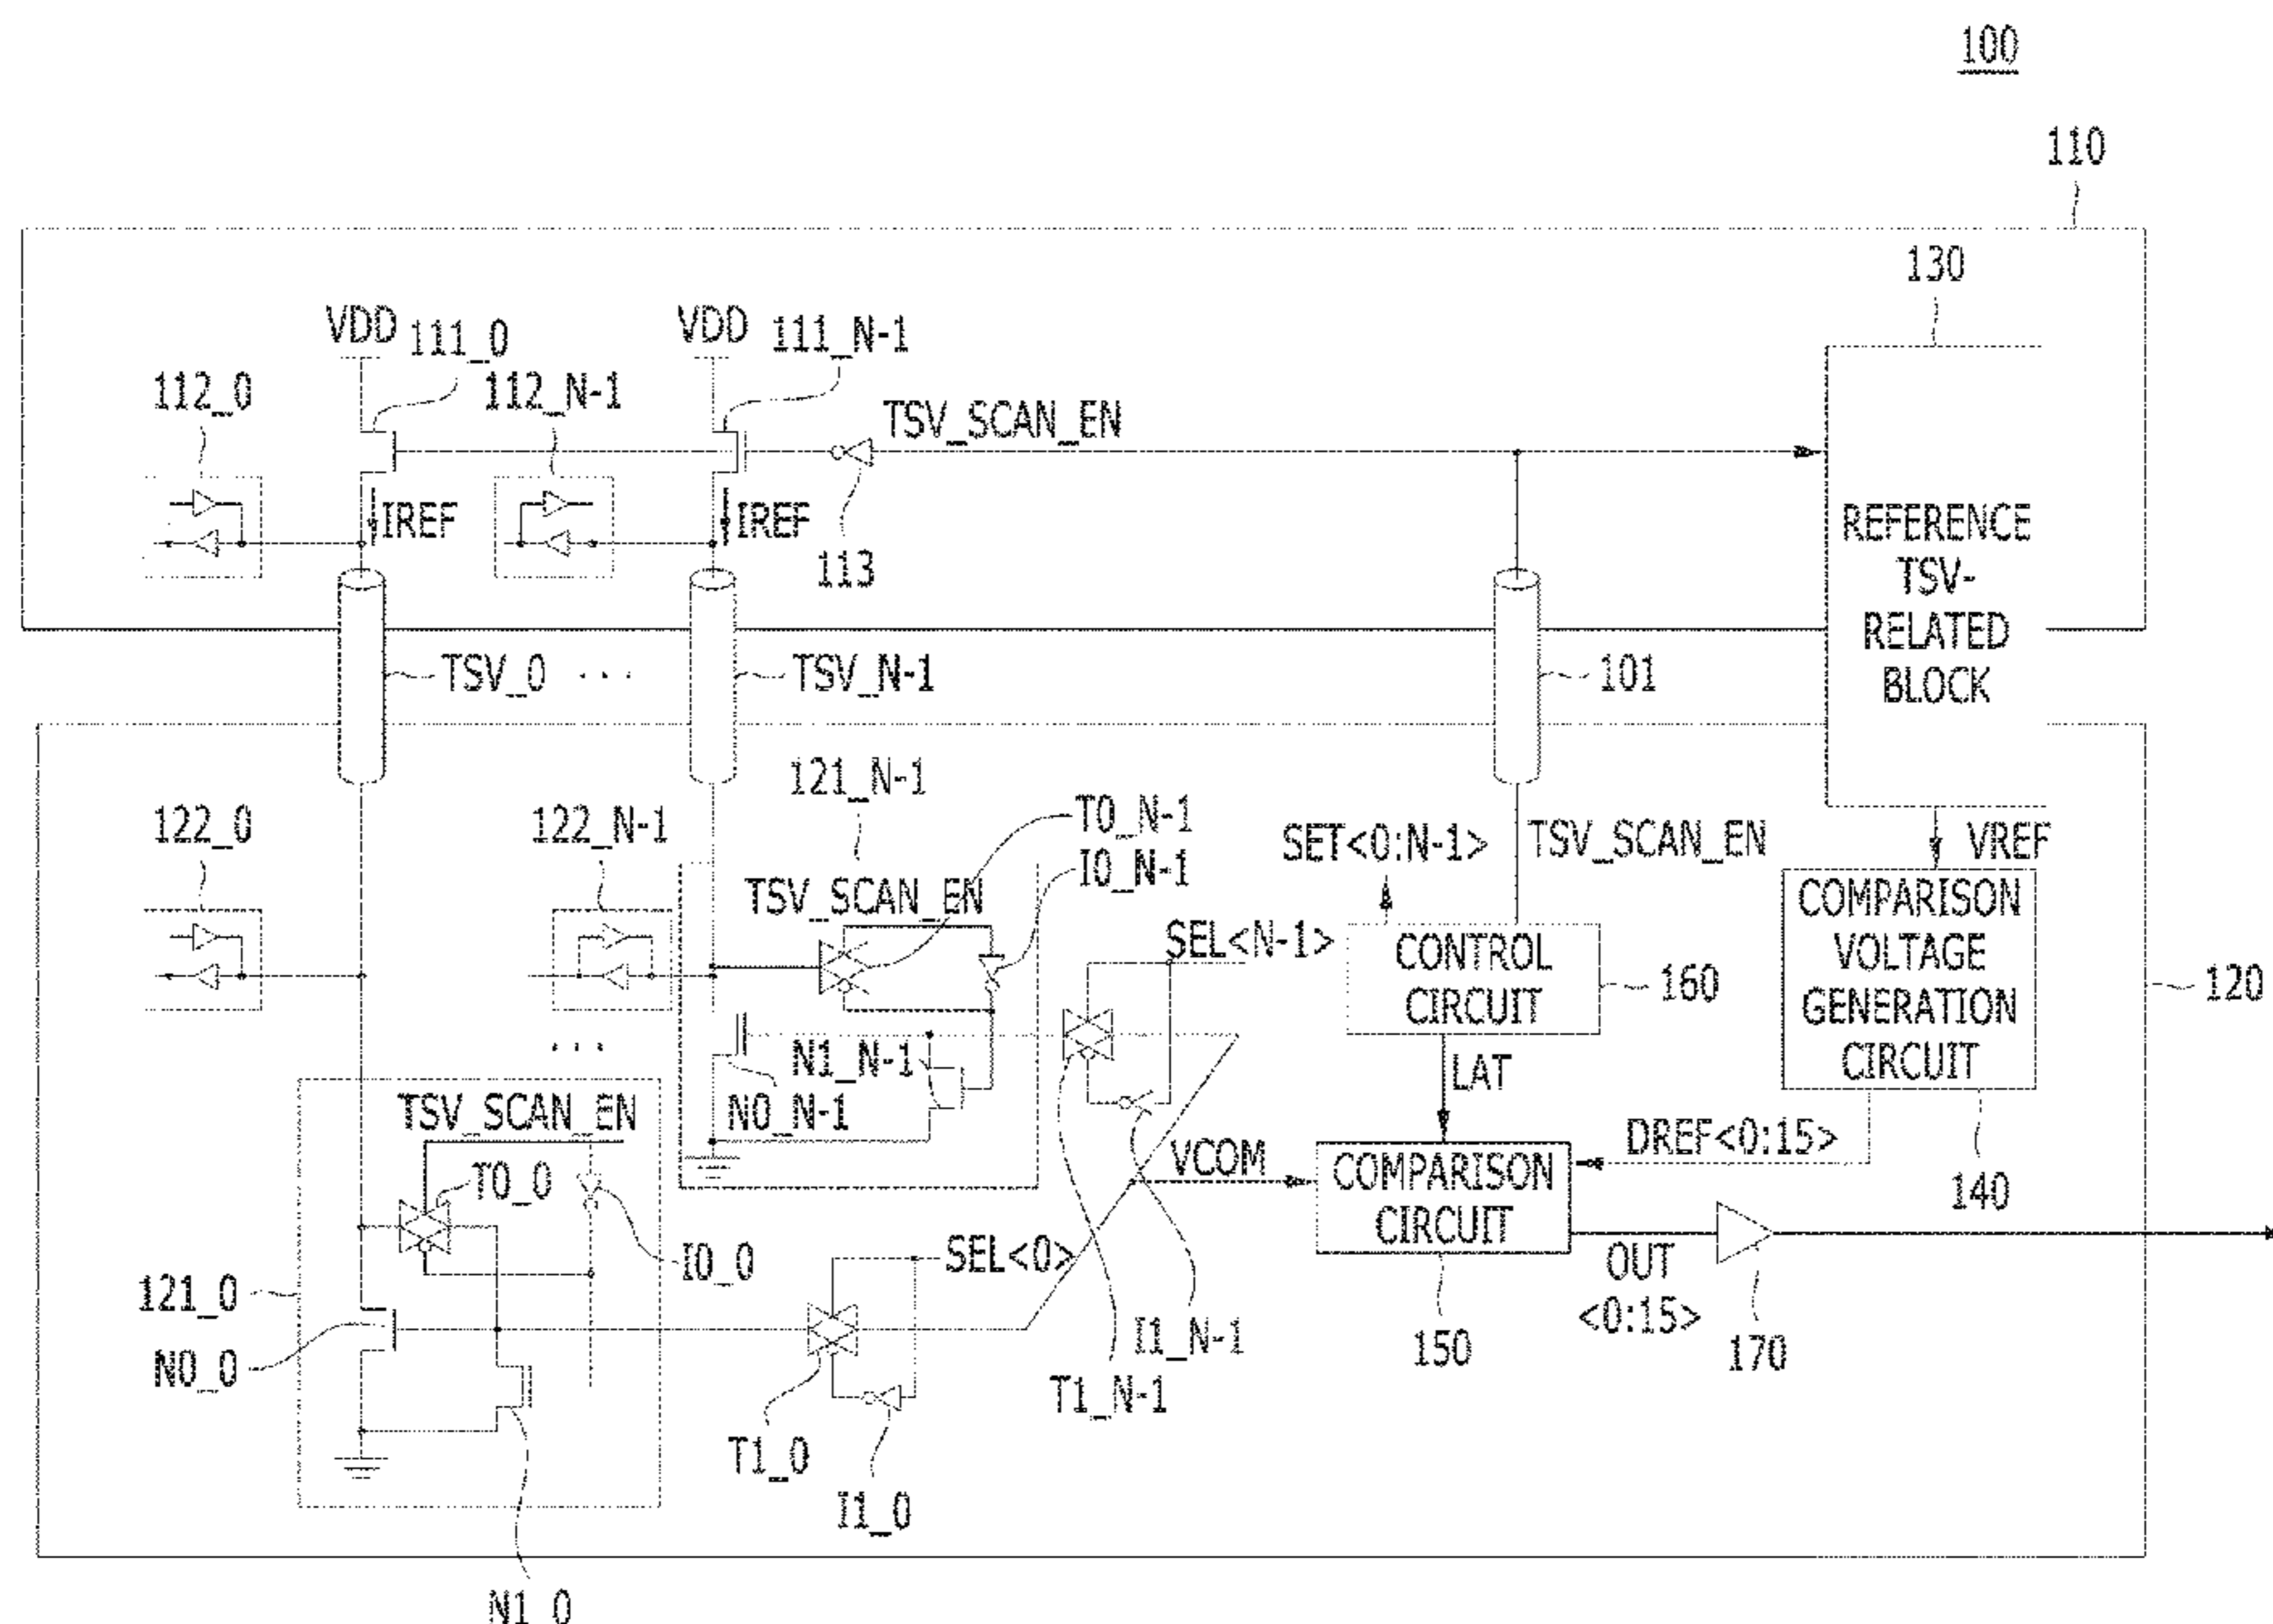 100
110
130
VDD
111_0
VDD
111_N-1
112_0
112_N-1
TSV_SCAN_EN
IREF
IREF
113
REFERENCE
TSV-
RELATED
BLOCK
TSV_0 ...
TSV_N-1
101
121_N-1
T0_N-1
122_0
122_N-1
SET<0:N-1>
TSV_SCAN_EN
VREF
I0_N-1
TSV_SCAN_EN
COMPARISON
VOLTAGE
GENERATION
CIRCUIT
SEL<N-1>
CONTROL
CIRCUIT
160
120
...
N1_N-1
N0_N-1
LAT
TSV_SCAN_EN
DREF<0:15>
VCOM
COMPARISON
CIRCUIT
140
T0_0
I0_0
SEL<0>
OUT
<0:15>
121_0
N0_0
I1_N-1
150
170
T1_N-1
T1_0
I1_0
N1_0